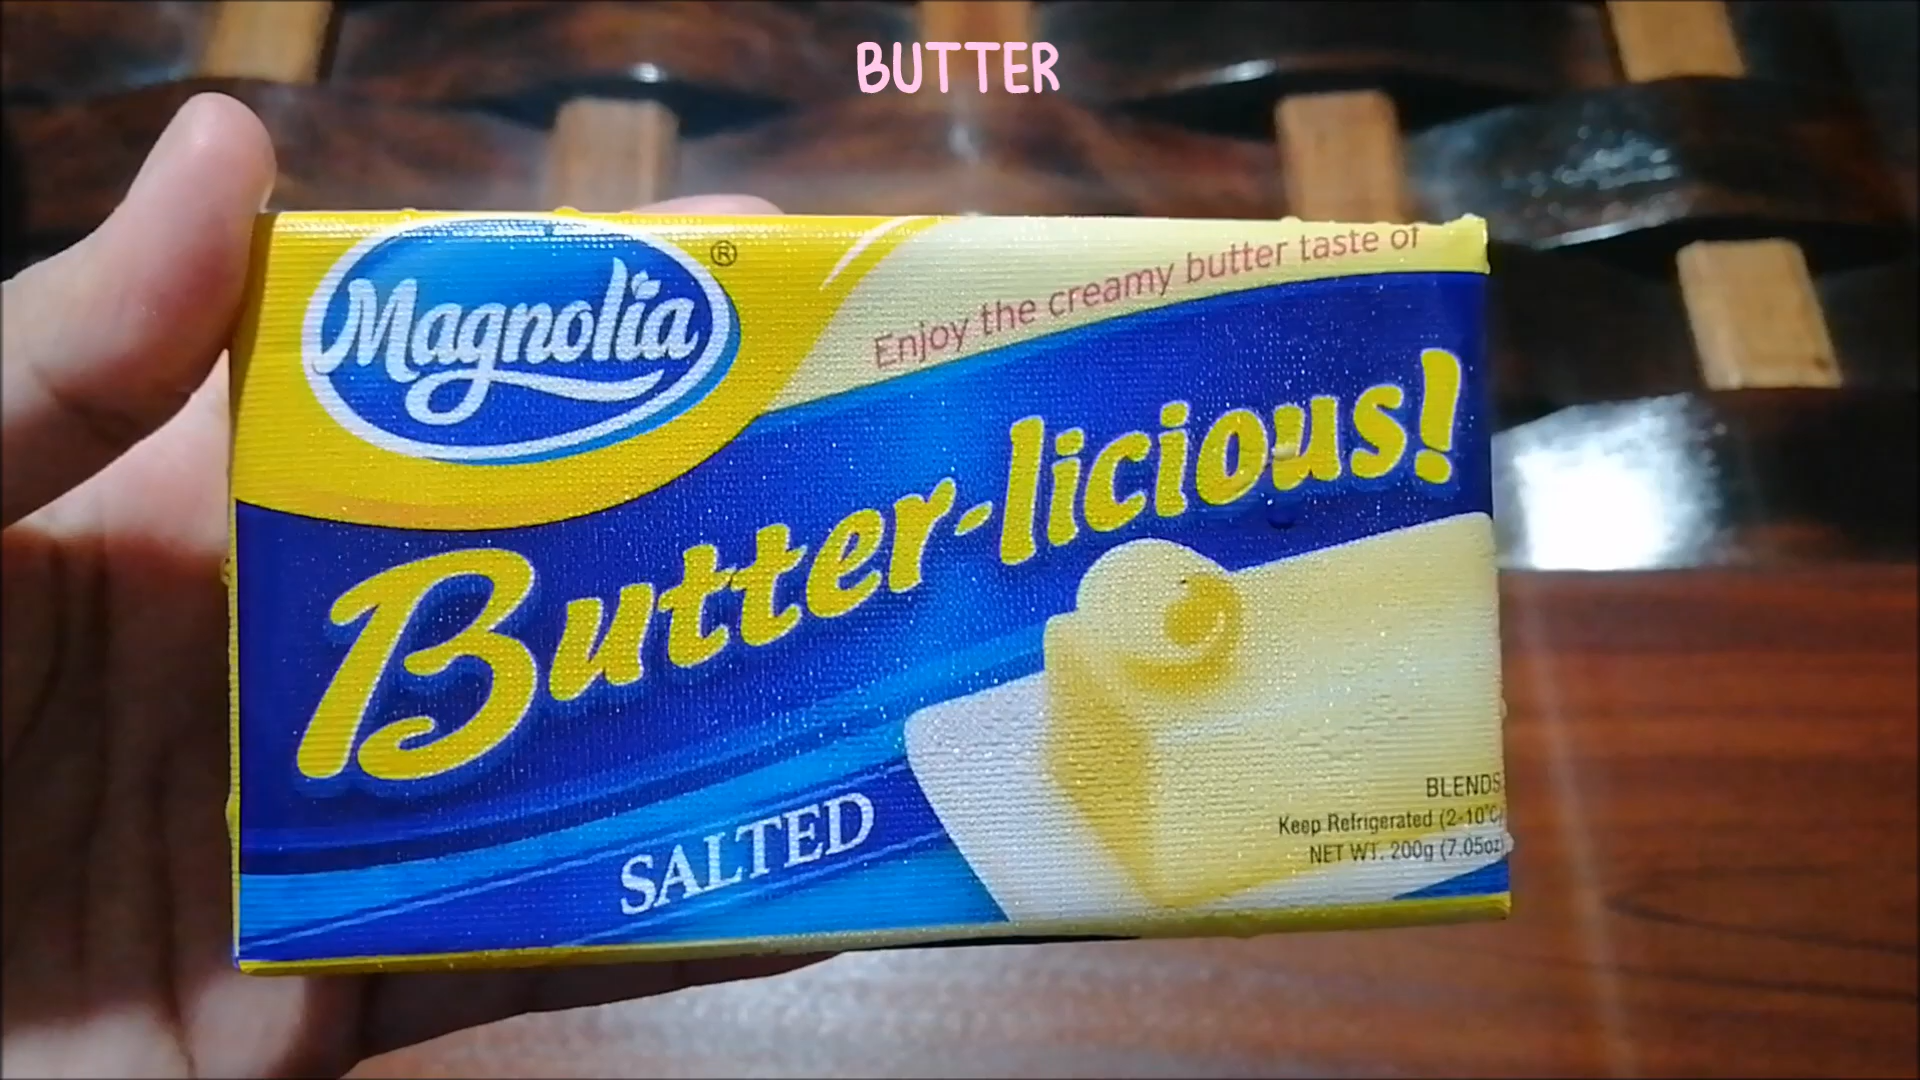 BUTTER
Magnolia®
Enjoy the creamy butter taste of
Butter-licious!
SALTED
BLENDS
Keep Refrigerated (2-10°C)
NET WT. 200g (7.05oz)